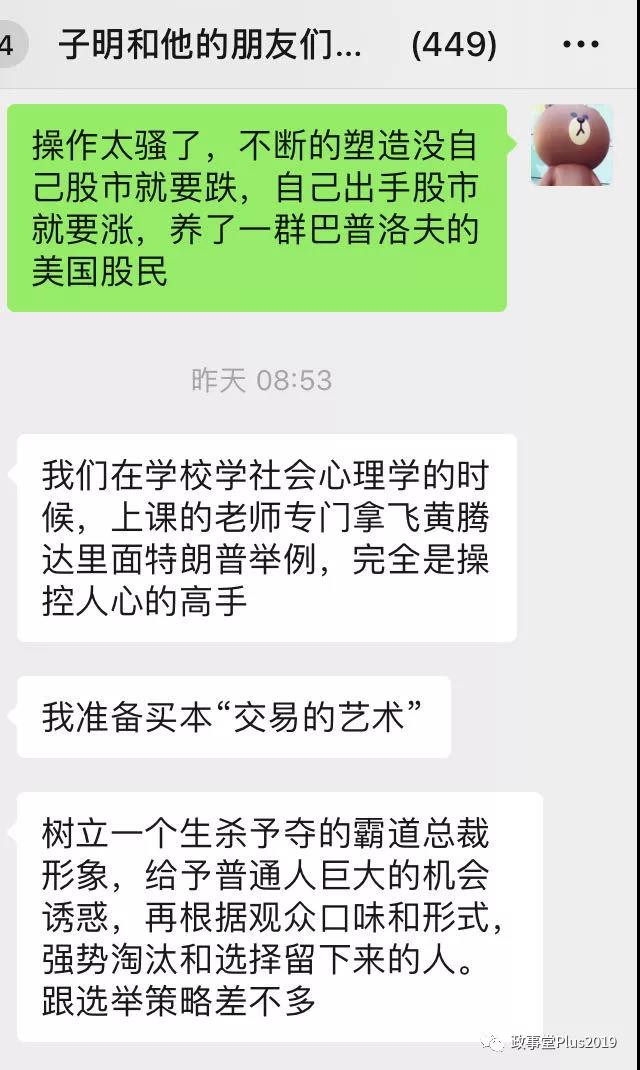 4
子明和他的朋友们... (449)
操作太骚了，不断的塑造没自
己股市就要跌，自己出手股市
就要涨，养了一群巴普洛夫的
美国股民
昨天 08:53
我们在学校学社会心理学的时
候，上课的老师专门拿飞黄腾
达里面特朗普举例，完全是操
控人心的高手
我准备买本“交易的艺术”
树立一个生杀予夺的霸道总裁
形象，给予普通人巨大的机会
诱惑，再根据观众口味和形式，
强势淘汰和选择留下来的人。
跟选举策略差不多
政事堂Plus2019